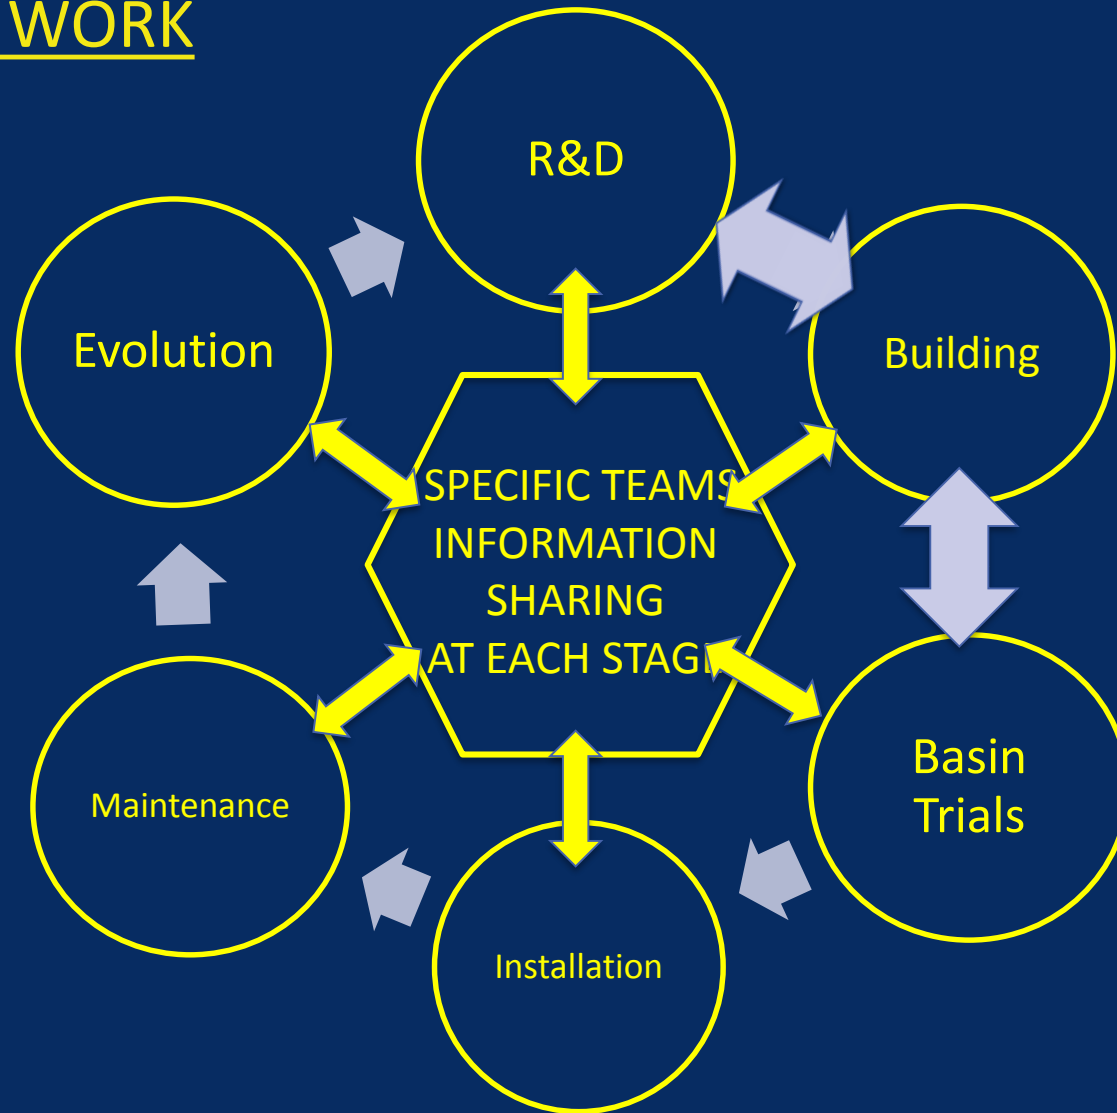 WORK
R&D
Evolution
Building
SPECIFIC TEAMS
INFORMATION
SHARING
AT EACH STAGE
Basin
Trials
Maintenance
Installation